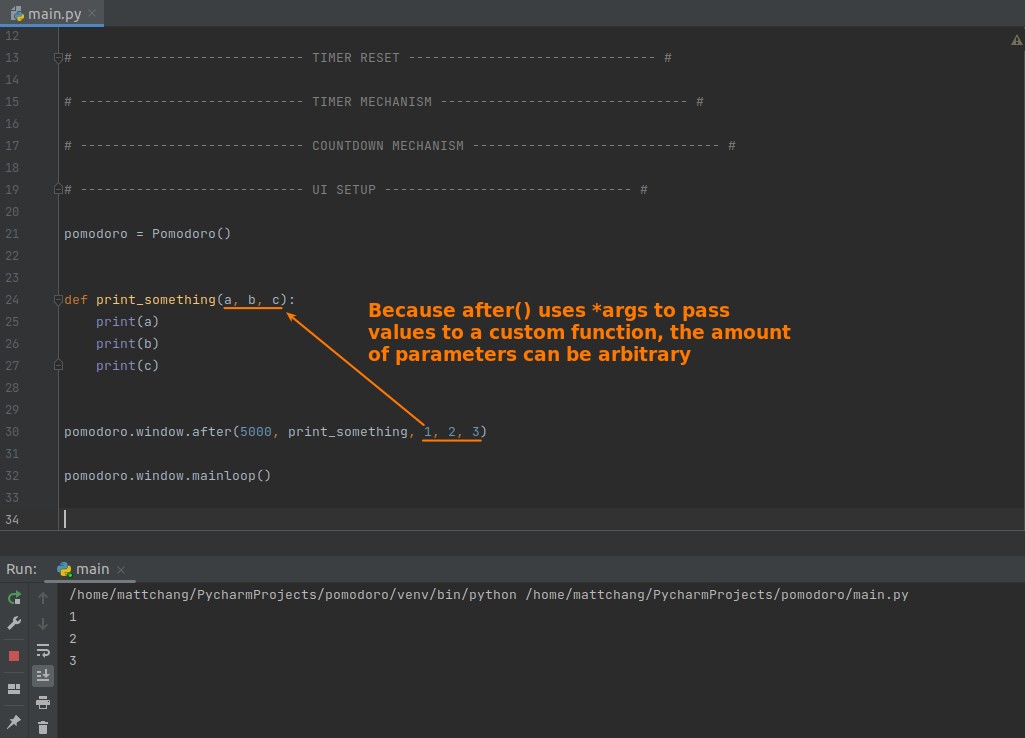 main.py
12
13 # ---------------------------- TIMER RESET ------------------------------- #
14
15 # ---------------------------- TIMER MECHANISM ------------------------------- #
16
17 # ---------------------------- COUNTDOWN MECHANISM ------------------------------- #
18
19 # ---------------------------- UI SETUP ------------------------------- #
20
21 pomodoro = Pomodoro()
22
23
24 def print_something(a, b, c):
25     print(a)
26     print(b)
27     print(c)
Because after() uses *args to pass
values to a custom function, the amount
of parameters can be arbitrary
28
29
30 pomodoro.window.after(5000, print_something, 1, 2, 3)
31
32 pomodoro.window.mainloop()
33
34
Run: main
/home/mattchang/PycharmProjects/pomodoro/venv/bin/python /home/mattchang/PycharmProjects/pomodoro/main.py
1
2
3